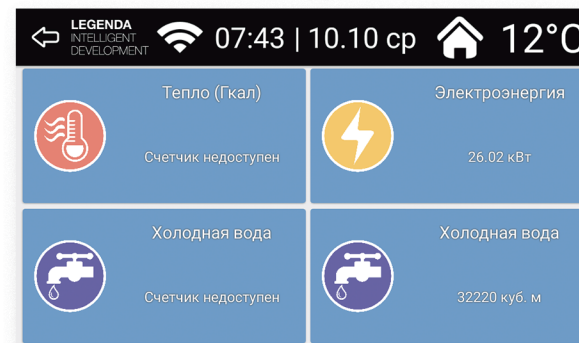 LEGENDA
INTELLIGENT
DEVELOPMENT
07:43 | 10.10 ср
12°C
Тепло (Гкал)
Счетчик недоступен
Электроэнергия
26.02 кВт
Холодная вода
Счетчик недоступен
Холодная вода
32220 куб. м